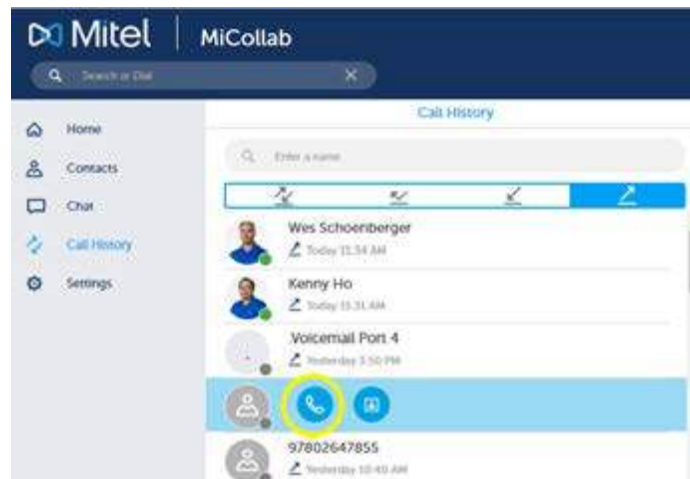 Mitel | MiCollab
Search or Dial
Call History
Home
Enter a name
Contacts
Chat
Wes Schoenberger
Today 11:54 AM
Call History
Kenny Ho
Settings
Today 11:31 AM
Voicemail Port 4
Yesterday 3:50 PM
97802647855
Yesterday 10:40 AM